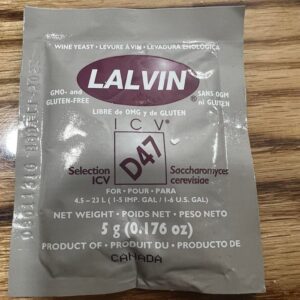 WINE YEAST • LEVURE À VIN • LEVADURA ENOLÓGICA
LALVIN®
GMO- and
GLUTEN-FREE
SANS OGM
ni GLUTEN
LIBRE de OMG y de GLUTEN
ICV®
D47
Selection
ICV
Saccharomyces
cerevisiae
FOR • POUR • PARA
4.5 – 23 L ( 1-5 IMP. GAL / 1-6 U.S. GAL)
NET WEIGHT • POIDS NET • PESO NETO
5 g (0.176 oz)
PRODUCT OF • PRODUIT DU • PRODUCTO DE
CANADA